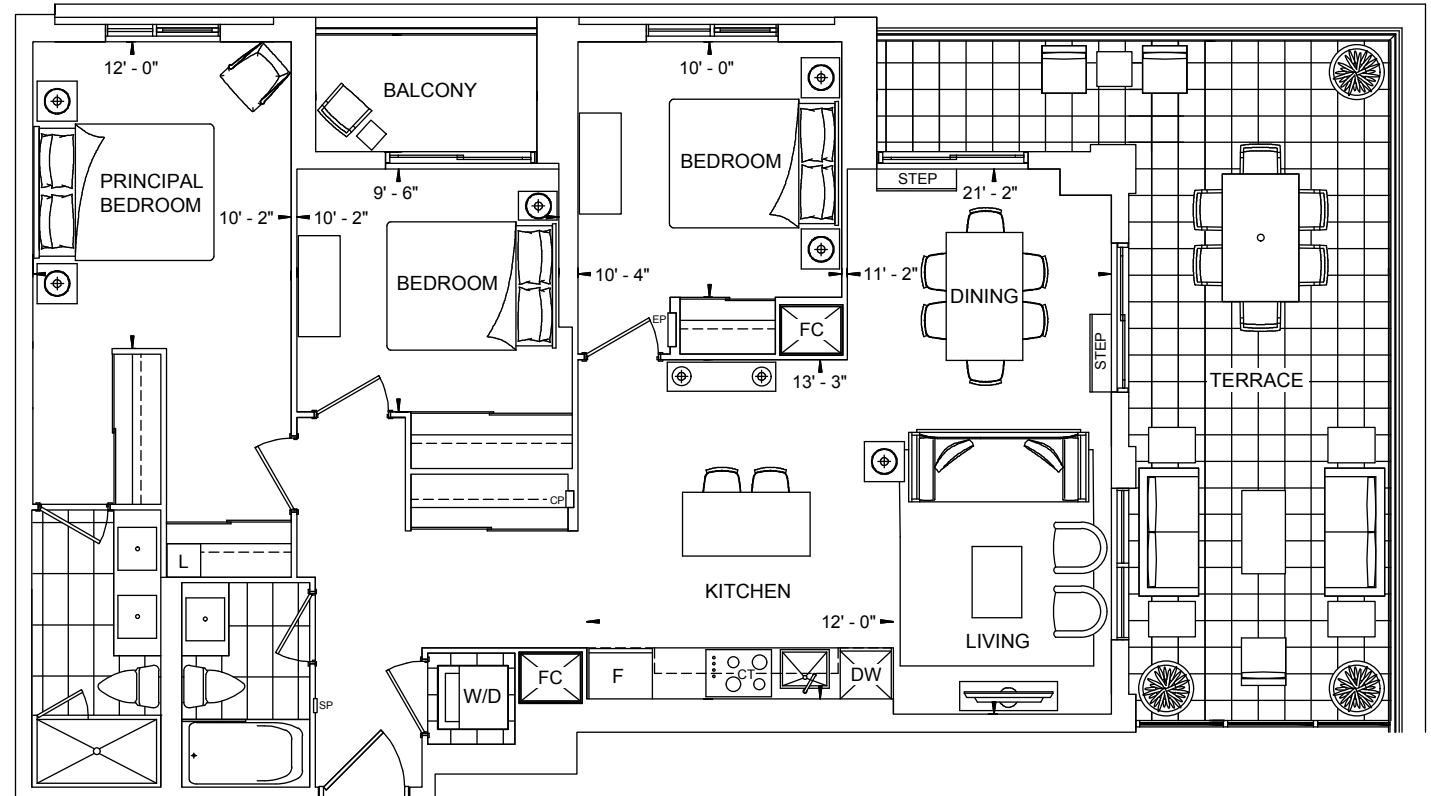 12' - 0"
BALCONY
10' - 0"
PRINCIPAL
BEDROOM
10' - 2"
10' - 2"
9' - 6"
BEDROOM
BEDROOM
10' - 4"
STEP
21' - 2"
11' - 2"
DINING
EP
FC
13' - 3"
STEP
TERRACE
CP
L
KITCHEN
12' - 0"
LIVING
SP
W/D
FC
F
CT
DW